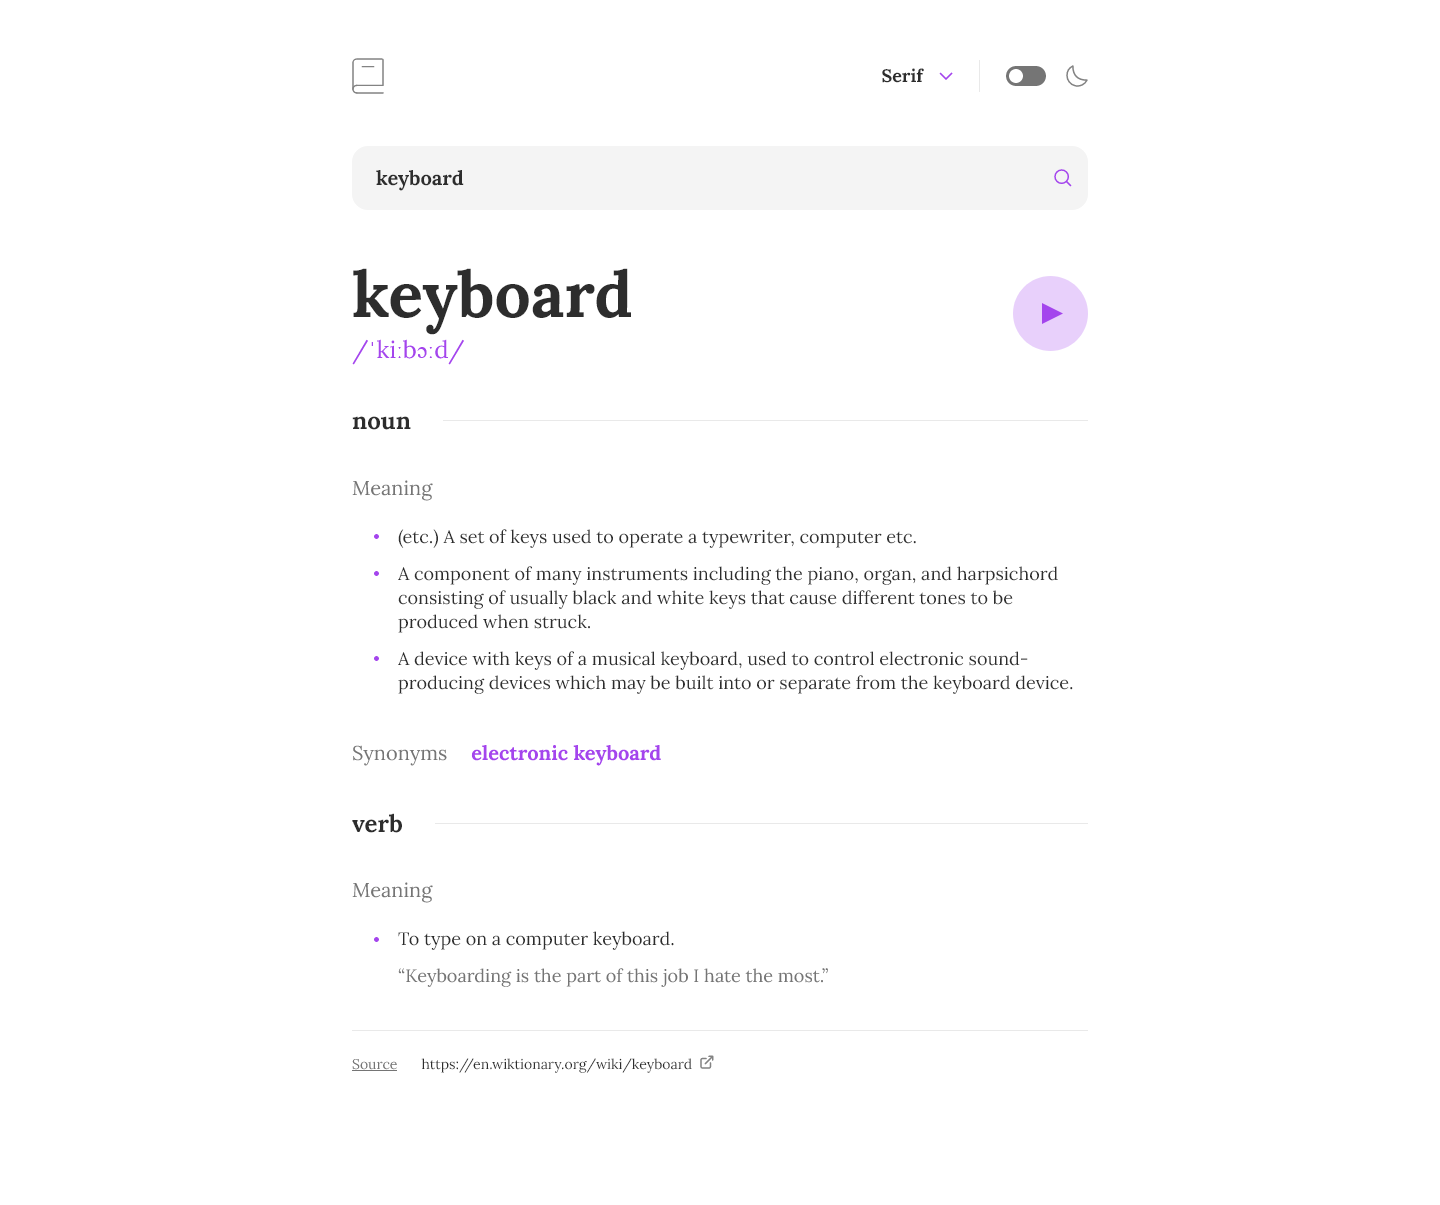 Serif
keyboard
keyboard
/ˈkiːbɔːd/
noun
Meaning
(etc.) A set of keys used to operate a typewriter, computer etc.
A component of many instruments including the piano, organ, and harpsichord
consisting of usually black and white keys that cause different tones to be
produced when struck.
A device with keys of a musical keyboard, used to control electronic sound-
producing devices which may be built into or separate from the keyboard device.
Synonyms electronic keyboard
verb
Meaning
To type on a computer keyboard.
“Keyboarding is the part of this job I hate the most.”
Source https://en.wiktionary.org/wiki/keyboard